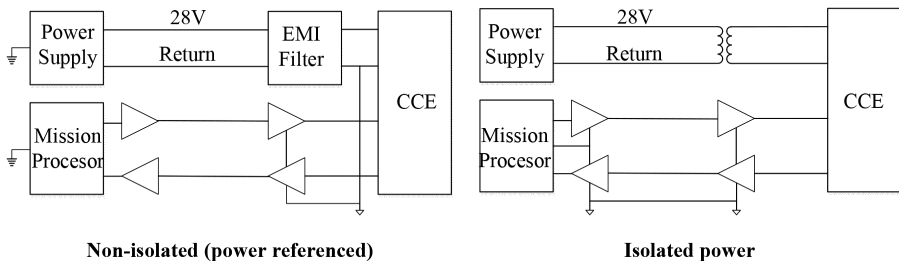 Power
Supply
28V
Return
EMI
Filter
CCE
Mission
Procesor
Non-isolated (power referenced)
Power
Supply
28V
Return
CCE
Mission
Procesor
Isolated power